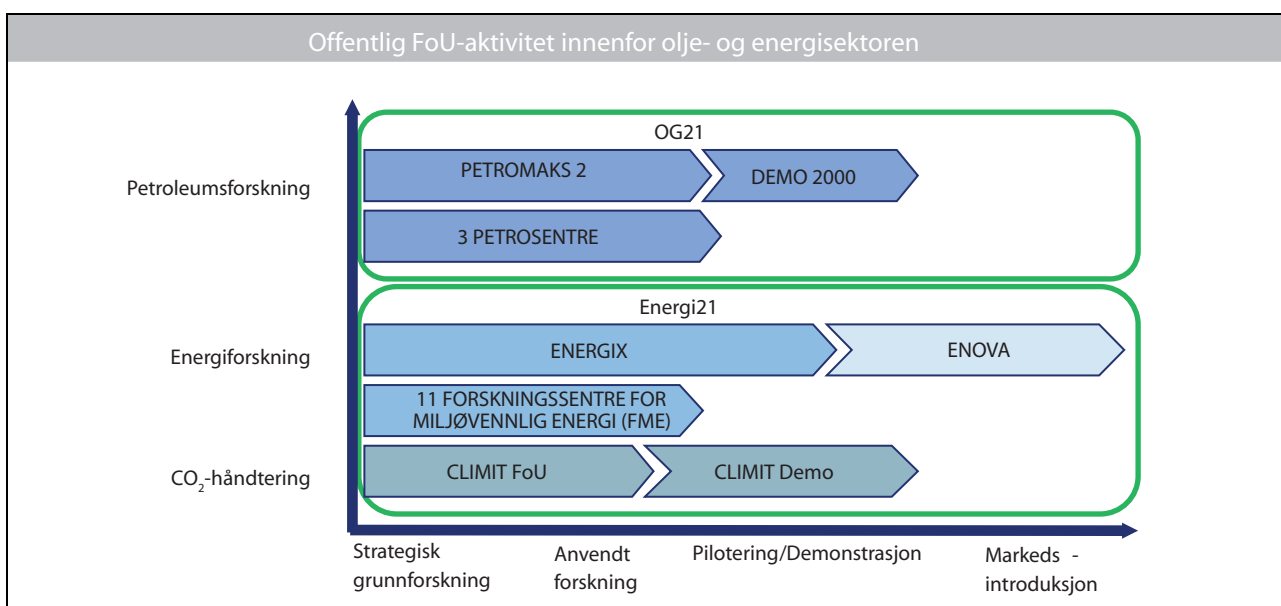 Offentlig FoU-aktivitet innenfor olje- og energisektoren
OG21
Petroleumsforskning
PETROMAKS 2
DEMO 2000
3 PETROSENTRE
Energi21
Energiforskning
ENERGIX
ENOVA
11 FORSKNINGSSENTRE FOR
MILJØVENNLIG ENERGI (FME)
CO₂-håndtering
CLIMIT FoU
CLIMIT Demo
Strategisk
grunnforskning
Anvendt
forskning
Pilotering/Demonstrasjon
Markeds -
introduksjon